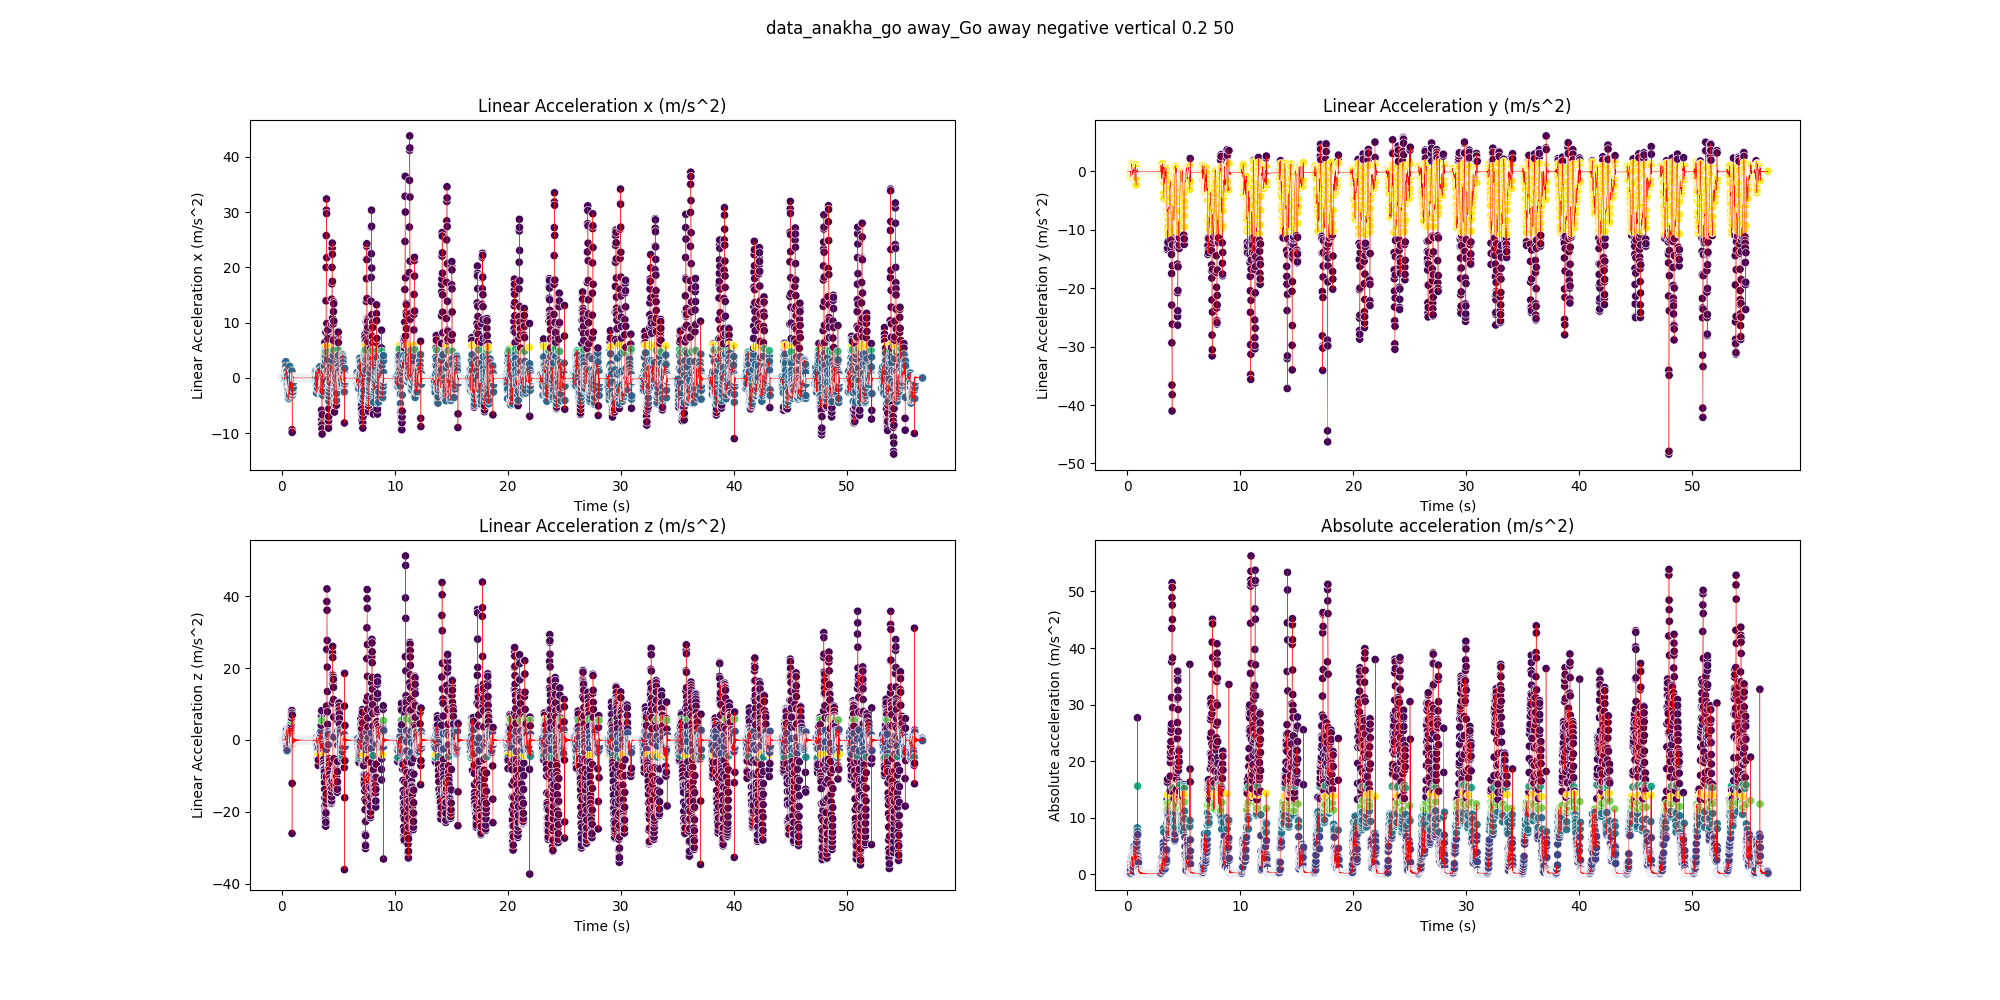 data_anakha_go away_Go away negative vertical 0.2 50
Linear Acceleration x (m/s^2)
Linear Acceleration x (m/s^2)
40
30
20
10
0
−10
0 10 20 30 40 50
Time (s)
Linear Acceleration y (m/s^2)
Linear Acceleration y (m/s^2)
0
−10
−20
−30
−40
−50
0 10 20 30 40 50
Time (s)
Linear Acceleration z (m/s^2)
Linear Acceleration z (m/s^2)
40
20
0
−20
−40
0 10 20 30 40 50
Time (s)
Absolute acceleration (m/s^2)
Absolute acceleration (m/s^2)
50
40
30
20
10
0
0 10 20 30 40 50
Time (s)